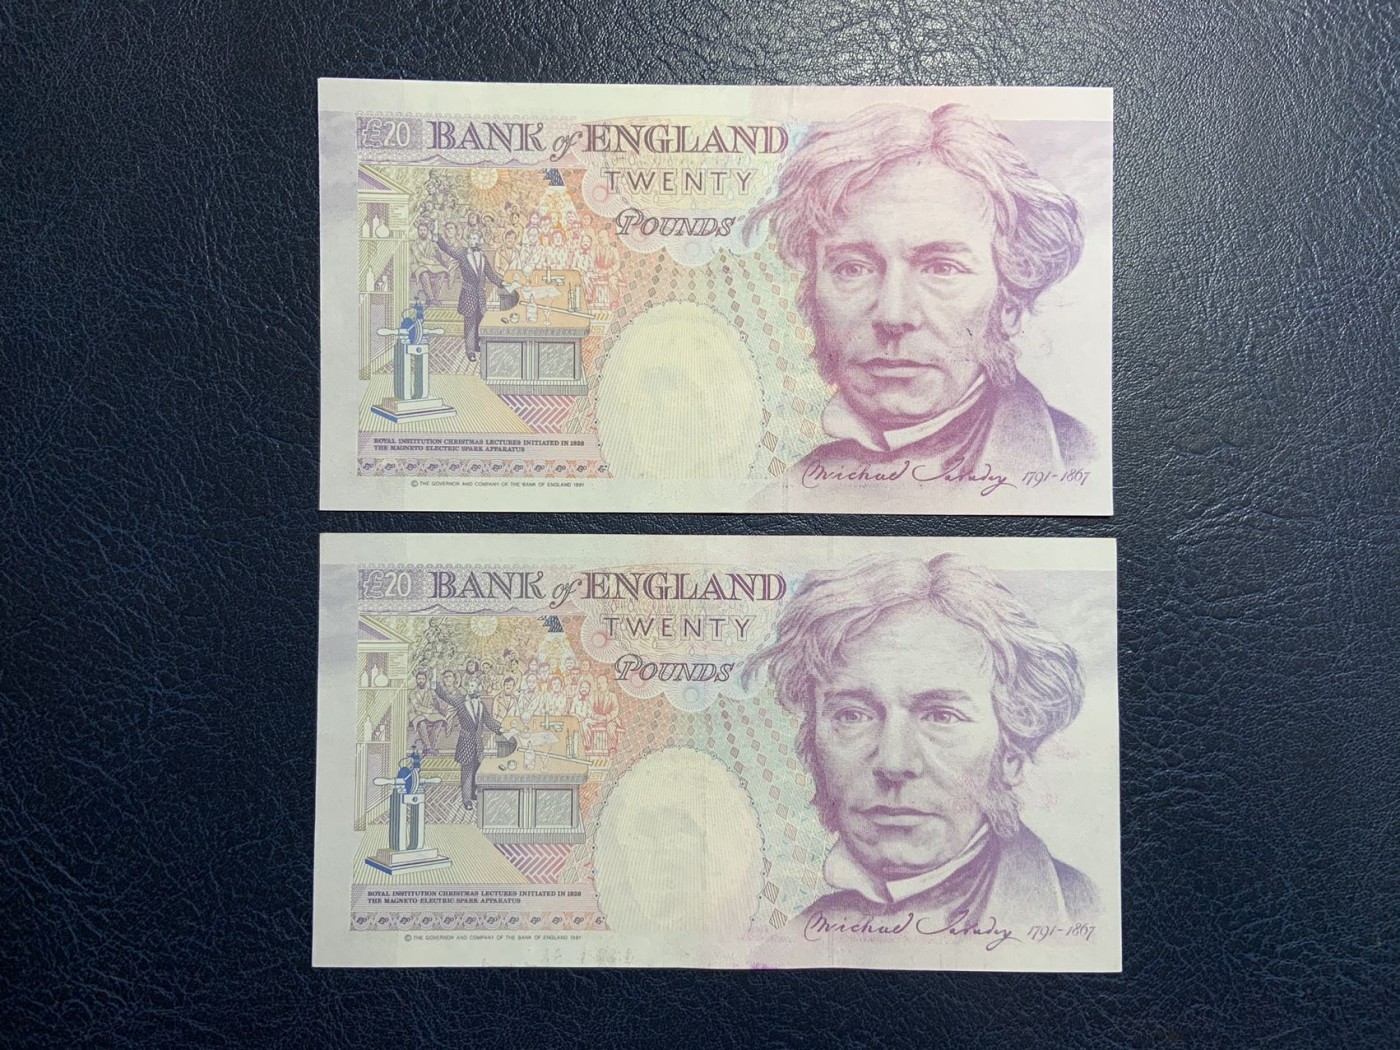 £20 BANK of ENGLAND
TWENTY
POUNDS
ROYAL INSTITUTION CHRISTMAS LECTURES INITIATED IN 1826
THE MAGNETO-ELECTRIC SPARK APPARATUS
© THE GOVERNOR AND COMPANY OF THE BANK OF ENGLAND 1991
Michael Faraday 1791-1867
£20 BANK of ENGLAND
TWENTY
POUNDS
ROYAL INSTITUTION CHRISTMAS LECTURES INITIATED IN 1826
THE MAGNETO-ELECTRIC SPARK APPARATUS
© THE GOVERNOR AND COMPANY OF THE BANK OF ENGLAND 1991
Michael Faraday 1791-1867